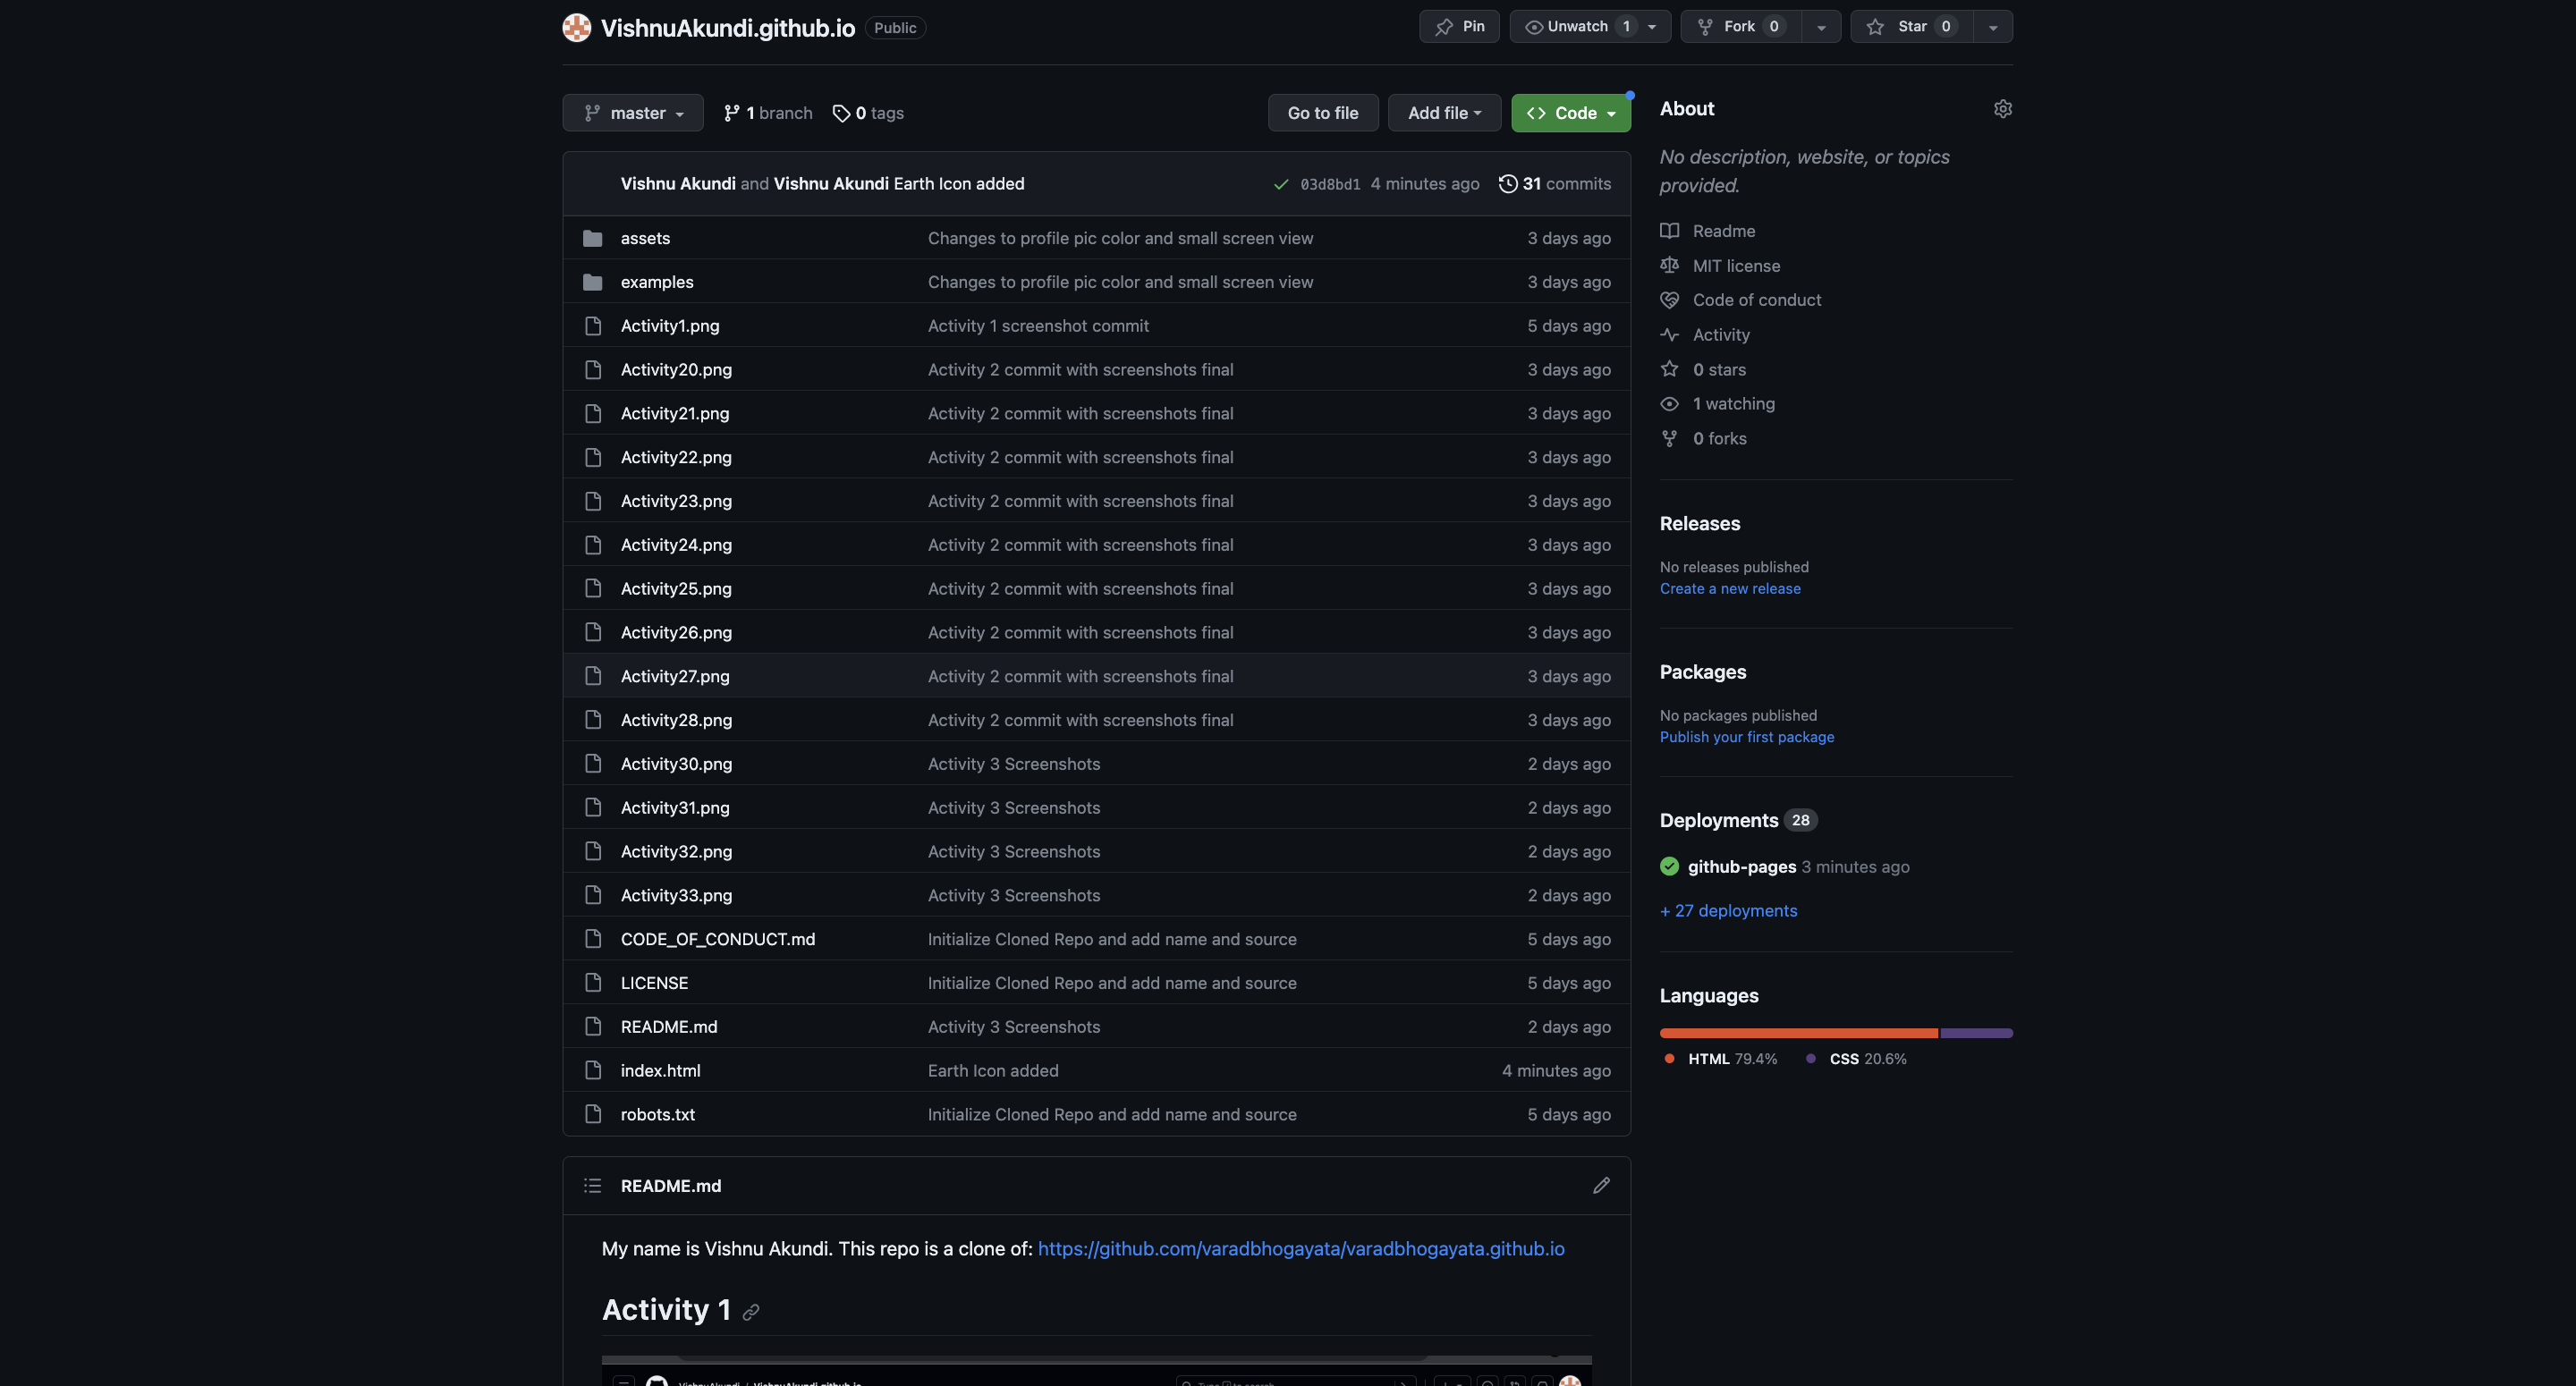 VishnuAkundi.github.io Public Pin Unwatch 1 Fork 0 Star 0
master 1 branch 0 tags Go to file Add file Code
Vishnu Akundi and Vishnu Akundi Earth Icon added 03d8bd1 4 minutes ago 31 commits
assets Changes to profile pic color and small screen view 3 days ago
examples Changes to profile pic color and small screen view 3 days ago
Activity1.png Activity 1 screenshot commit 5 days ago
Activity20.png Activity 2 commit with screenshots final 3 days ago
Activity21.png Activity 2 commit with screenshots final 3 days ago
Activity22.png Activity 2 commit with screenshots final 3 days ago
Activity23.png Activity 2 commit with screenshots final 3 days ago
Activity24.png Activity 2 commit with screenshots final 3 days ago
Activity25.png Activity 2 commit with screenshots final 3 days ago
Activity26.png Activity 2 commit with screenshots final 3 days ago
Activity27.png Activity 2 commit with screenshots final 3 days ago
Activity28.png Activity 2 commit with screenshots final 3 days ago
Activity30.png Activity 3 Screenshots 2 days ago
Activity31.png Activity 3 Screenshots 2 days ago
Activity32.png Activity 3 Screenshots 2 days ago
Activity33.png Activity 3 Screenshots 2 days ago
CODE_OF_CONDUCT.md Initialize Cloned Repo and add name and source 5 days ago
LICENSE Initialize Cloned Repo and add name and source 5 days ago
README.md Activity 3 Screenshots 2 days ago
index.html Earth Icon added 4 minutes ago
robots.txt Initialize Cloned Repo and add name and source 5 days ago
README.md
My name is Vishnu Akundi. This repo is a clone of: https://github.com/varadbhogayata/varadbhogayata.github.io
Activity 1
About
No description, website, or topics
provided.
Readme
MIT license
Code of conduct
Activity
0 stars
1 watching
0 forks
Releases
No releases published
Create a new release
Packages
No packages published
Publish your first package
Deployments 28
github-pages 3 minutes ago
+ 27 deployments
Languages
HTML 79.4% CSS 20.6%